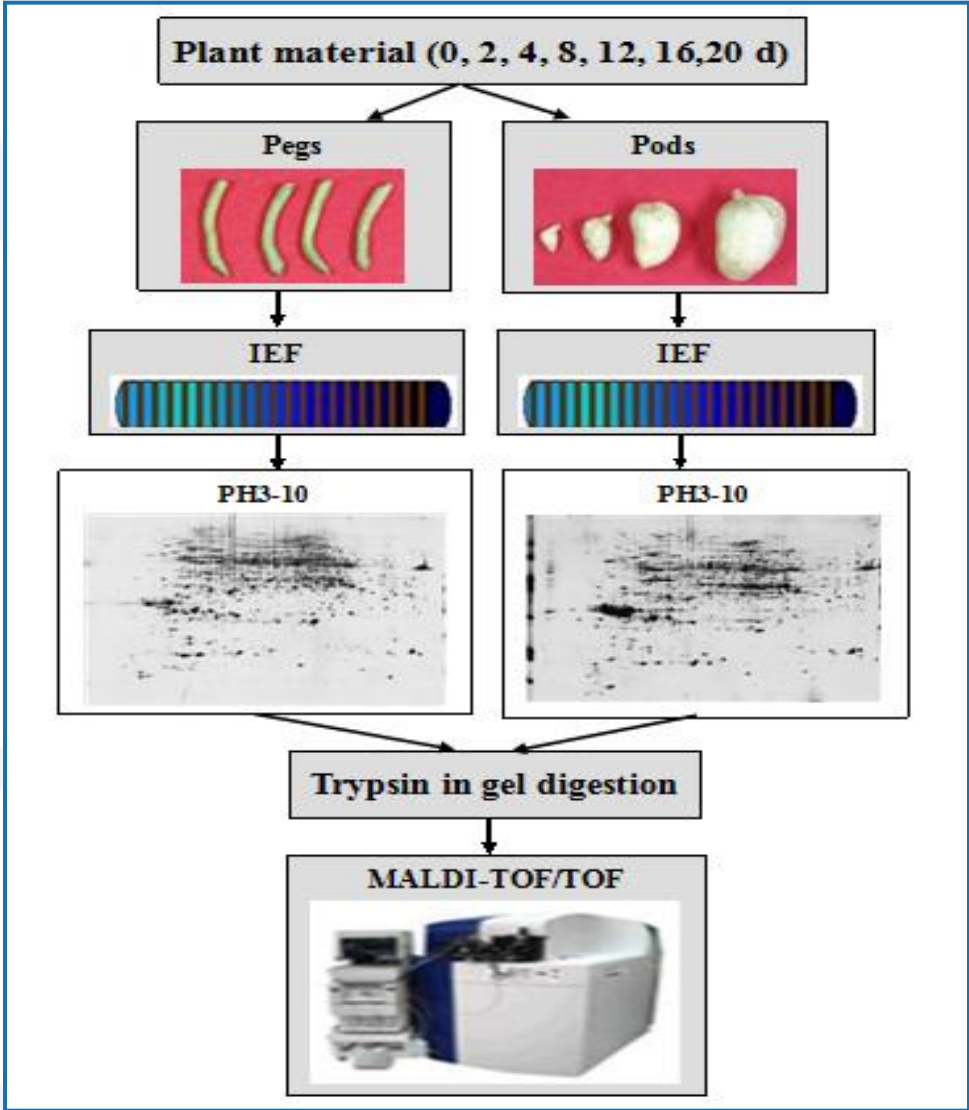 Plant material (0, 2, 4, 8, 12, 16,20 d)
Pegs
Pods
IEF
IEF
PH3-10
PH3-10
Trypsin in gel digestion
MALDI-TOF/TOF